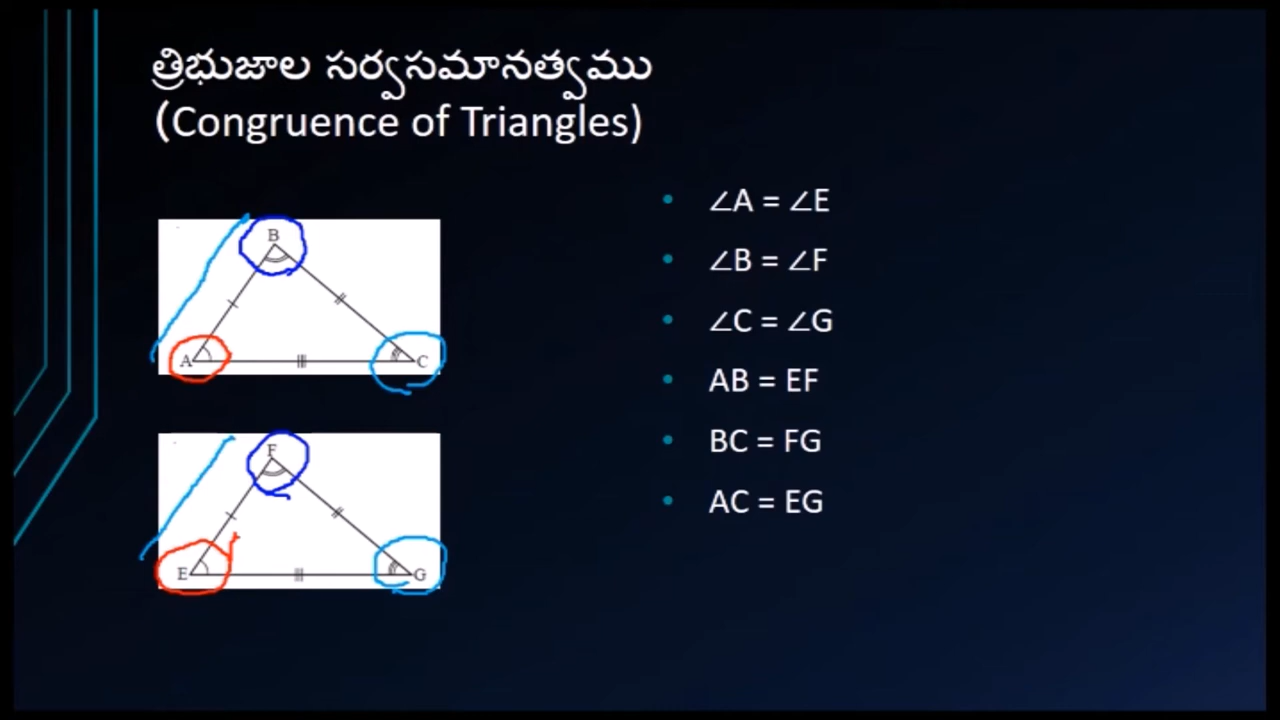 త్రిభుజాల సర్వసమానత్వము
(Congruence of Triangles)
B
A
C
F
E
G
• ∠A = ∠E
• ∠B = ∠F
• ∠C = ∠G
• AB = EF
• BC = FG
• AC = EG